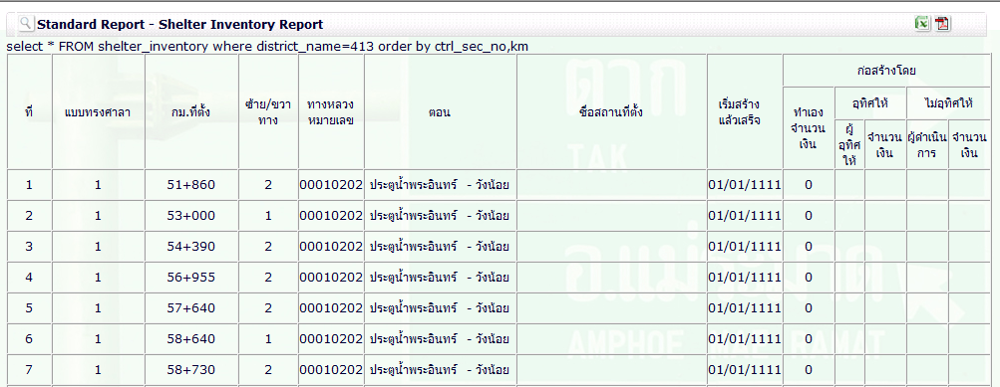 Standard Report - Shelter Inventory Report
select * FROM shelter_inventory where district_name=413 order by ctrl_sec_no,km
ที่ แบบทรงศาลา กม.ที่ตั้ง ซ้าย/ขวา ทาง ทางหลวง หมายเลข ตอน ชื่อสถานที่ตั้ง เริ่มสร้าง แล้วเสร็จ ก่อสร้างโดย
ทำเอง จำนวน เงิน อุทิศให้ ไม่อุทิศให้
ผู้ อุทิศ ให้ จำนวน เงิน ผู้ดำเนิน การ จำนวน เงิน
1 1 51+860 2 00010202 ประตูน้ำพระอินทร์ - วังน้อย 01/01/1111 0
2 1 53+000 1 00010202 ประตูน้ำพระอินทร์ - วังน้อย 01/01/1111 0
3 1 54+390 2 00010202 ประตูน้ำพระอินทร์ - วังน้อย 01/01/1111 0
4 1 56+955 2 00010202 ประตูน้ำพระอินทร์ - วังน้อย 01/01/1111 0
5 1 57+640 2 00010202 ประตูน้ำพระอินทร์ - วังน้อย 01/01/1111 0
6 1 58+640 1 00010202 ประตูน้ำพระอินทร์ - วังน้อย 01/01/1111 0
7 1 58+730 2 00010202 ประตูน้ำพระอินทร์ - วังน้อย 01/01/1111 0
ตาก
TAK
AMPHOE MAE RAMAT